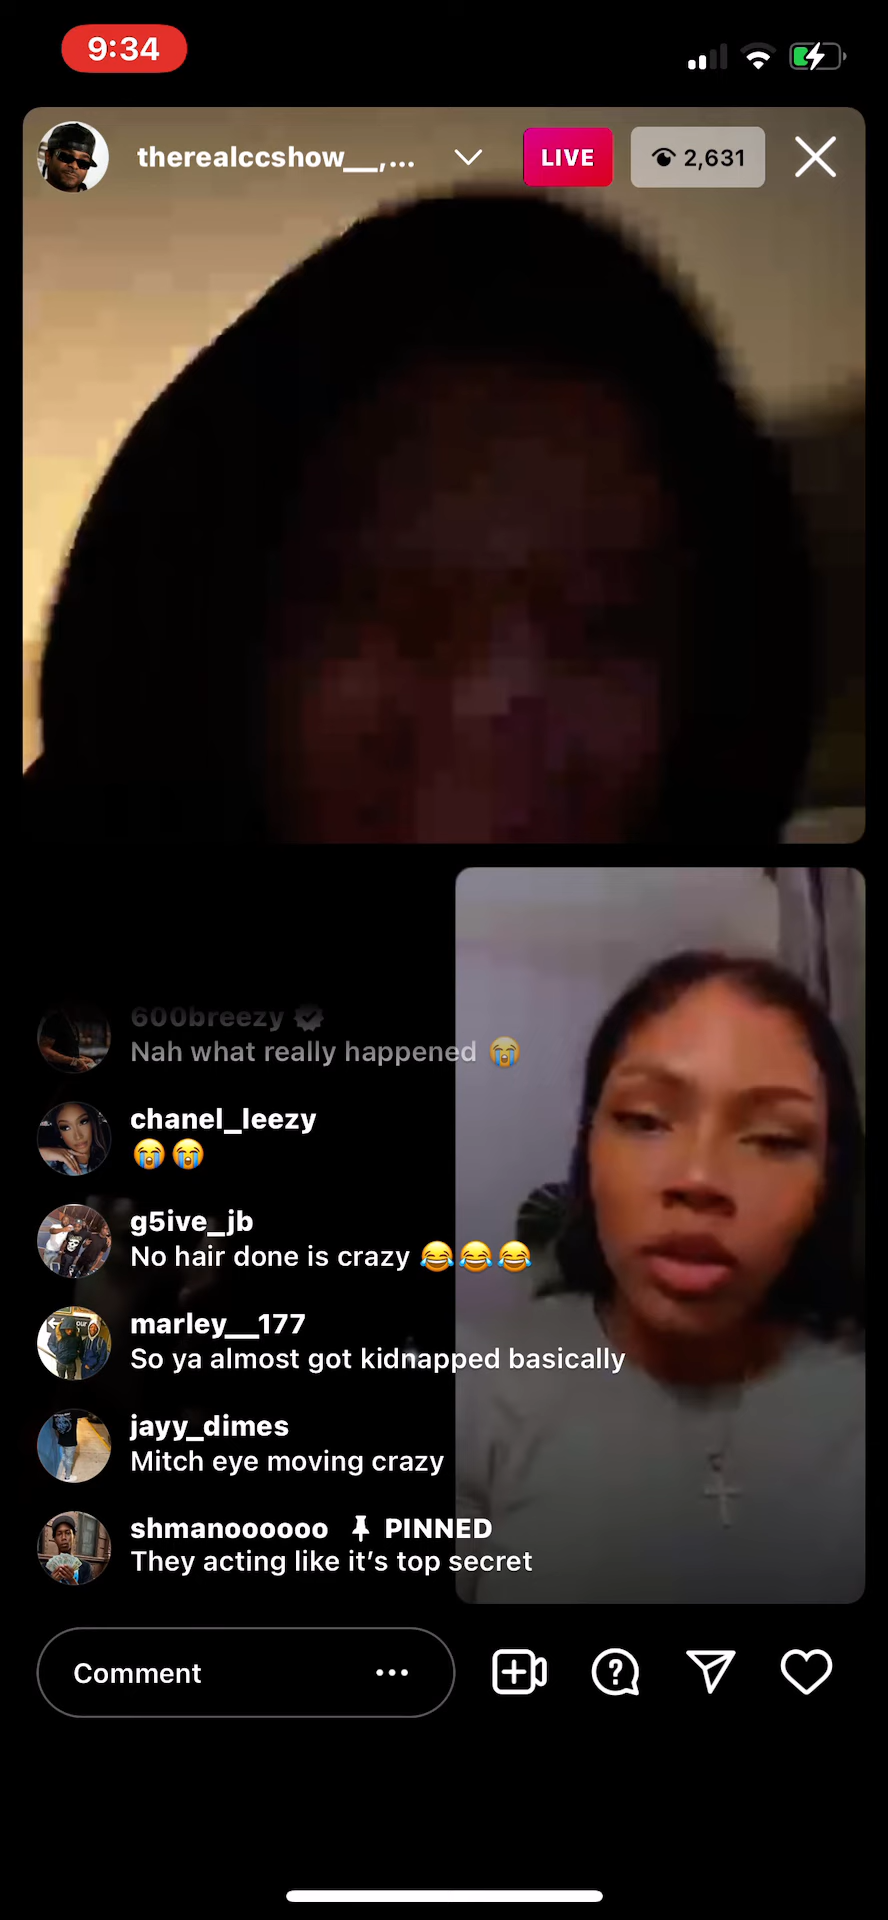 9:34
therealccshow__,...
LIVE
2,631
600breezy
Nah what really happened 😭
chanel_leezy
😭😭
g5ive_jb
No hair done is crazy 😂😂😂
marley__177
So ya almost got kidnapped basically
jayy_dimes
Mitch eye moving crazy
shmanoooooo PINNED
They acting like it’s top secret
Comment